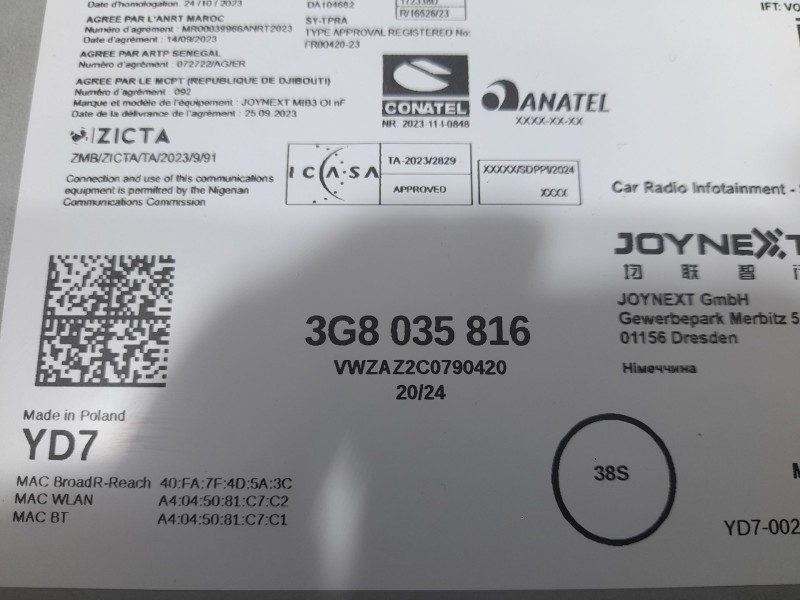 Date d'homologation 24 / 10 / 2023
AGREE PAR L'ANRT MAROC
Numéro d'agrément : MR00039966ANRT2023
Date d'agrément : 14/09/2023
AGREE PAR ARTP SENEGAL
Numéro d'agrément : 072722/AG/ER
AGREE PAR LE MCPT (REPUBLIQUE DE DJIBOUTI)
Numéro d'agrément : 092
Marque et modèle de l'équipement : JOYNEXT MIB3 OI nF
Date de la délivrance de l'agrément : 25.09.2023
ZICTA
ZMB/ZICTA/TA/2023/9/91
Connection and use of this communications
equipment is permitted by the Nigerian
Communications Commission
DA104682
SY-TPRA
TYPE APPROVAL REGISTERED No:
FR00420-23
R/16526/23
IFT: VO
CONATEL
NR. 2023-11-I-0848
ANATEL
XXXX-XX-XX
ICASA
TA-2023/2829
APPROVED
XXXXX/SDPPI/2024
XXXX
Car Radio Infotainment -
JOYNEXT
联 智
JOYNEXT GmbH
Gewerbepark Merbitz 5
01156 Dresden
Німеччина
3G8 035 816
VWZAZ2C0790420
20/24
Made in Poland
YD7
MAC BroadR-Reach 40:FA:7F:4D:5A:3C
MAC WLAN A4:04:50:81:C7:C2
MAC BT A4:04:50:81:C7:C1
38S
YD7-002